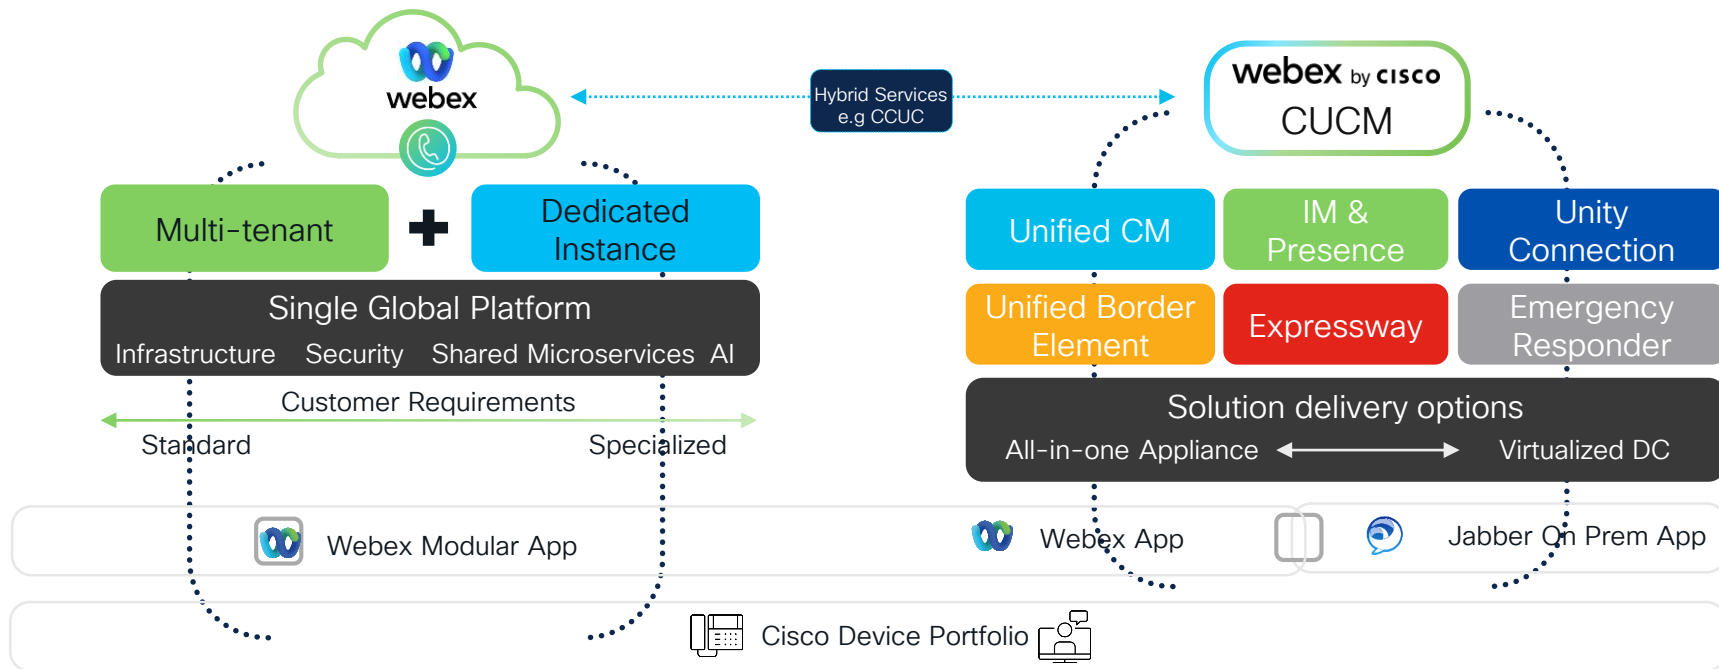 webex
Hybrid Services
e.g CCUC
webex by CISCO
CUCM
Multi-tenant
Dedicated
Instance
Single Global Platform
Infrastructure Security Shared Microservices AI
Customer Requirements
Standard
Specialized
Unified CM
IM &
Presence
Unity
Connection
Unified Border
Element
Expressway
Emergency
Responder
Solution delivery options
All-in-one Appliance
Virtualized DC
Webex Modular App
Webex App
Jabber On Prem App
Cisco Device Portfolio